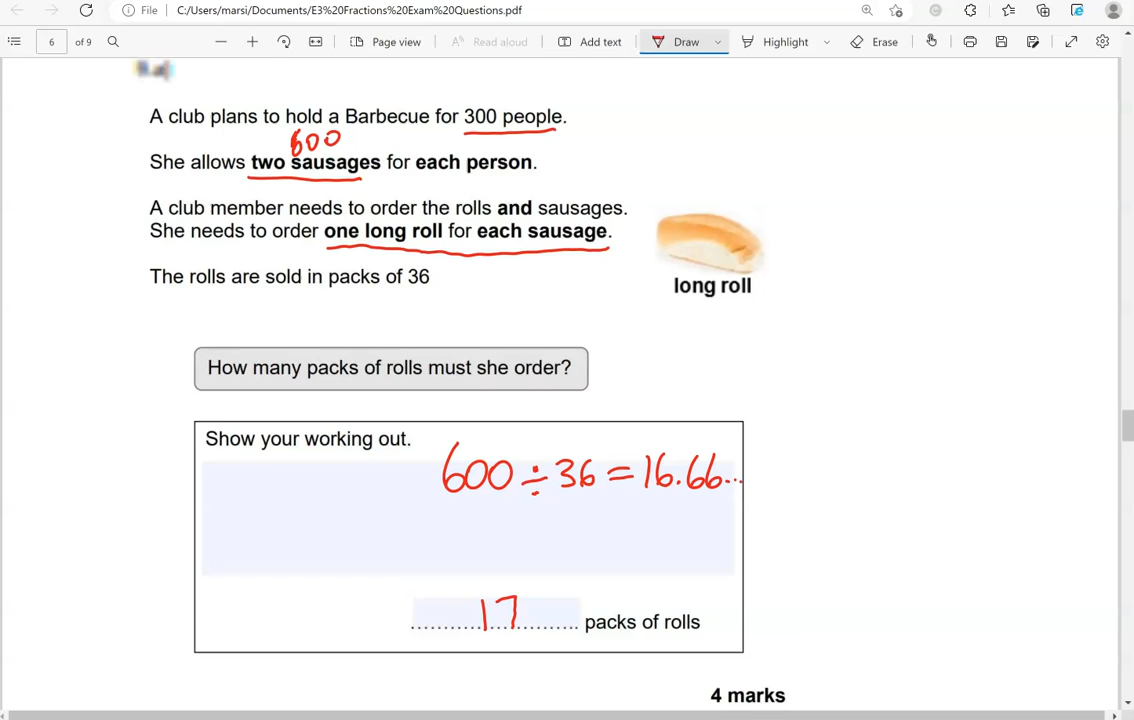 File C:/Users/marsi/Documents/E3%20Fractions%20Exam%20Questions.pdf
6 of 9 Page view Read aloud Add text Draw Highlight Erase
A club plans to hold a Barbecue for 300 people.
600
She allows two sausages for each person.
A club member needs to order the rolls and sausages.
She needs to order one long roll for each sausage.
The rolls are sold in packs of 36
long roll
How many packs of rolls must she order?
Show your working out.
600 ÷ 36 = 16.66...
17 packs of rolls
4 marks